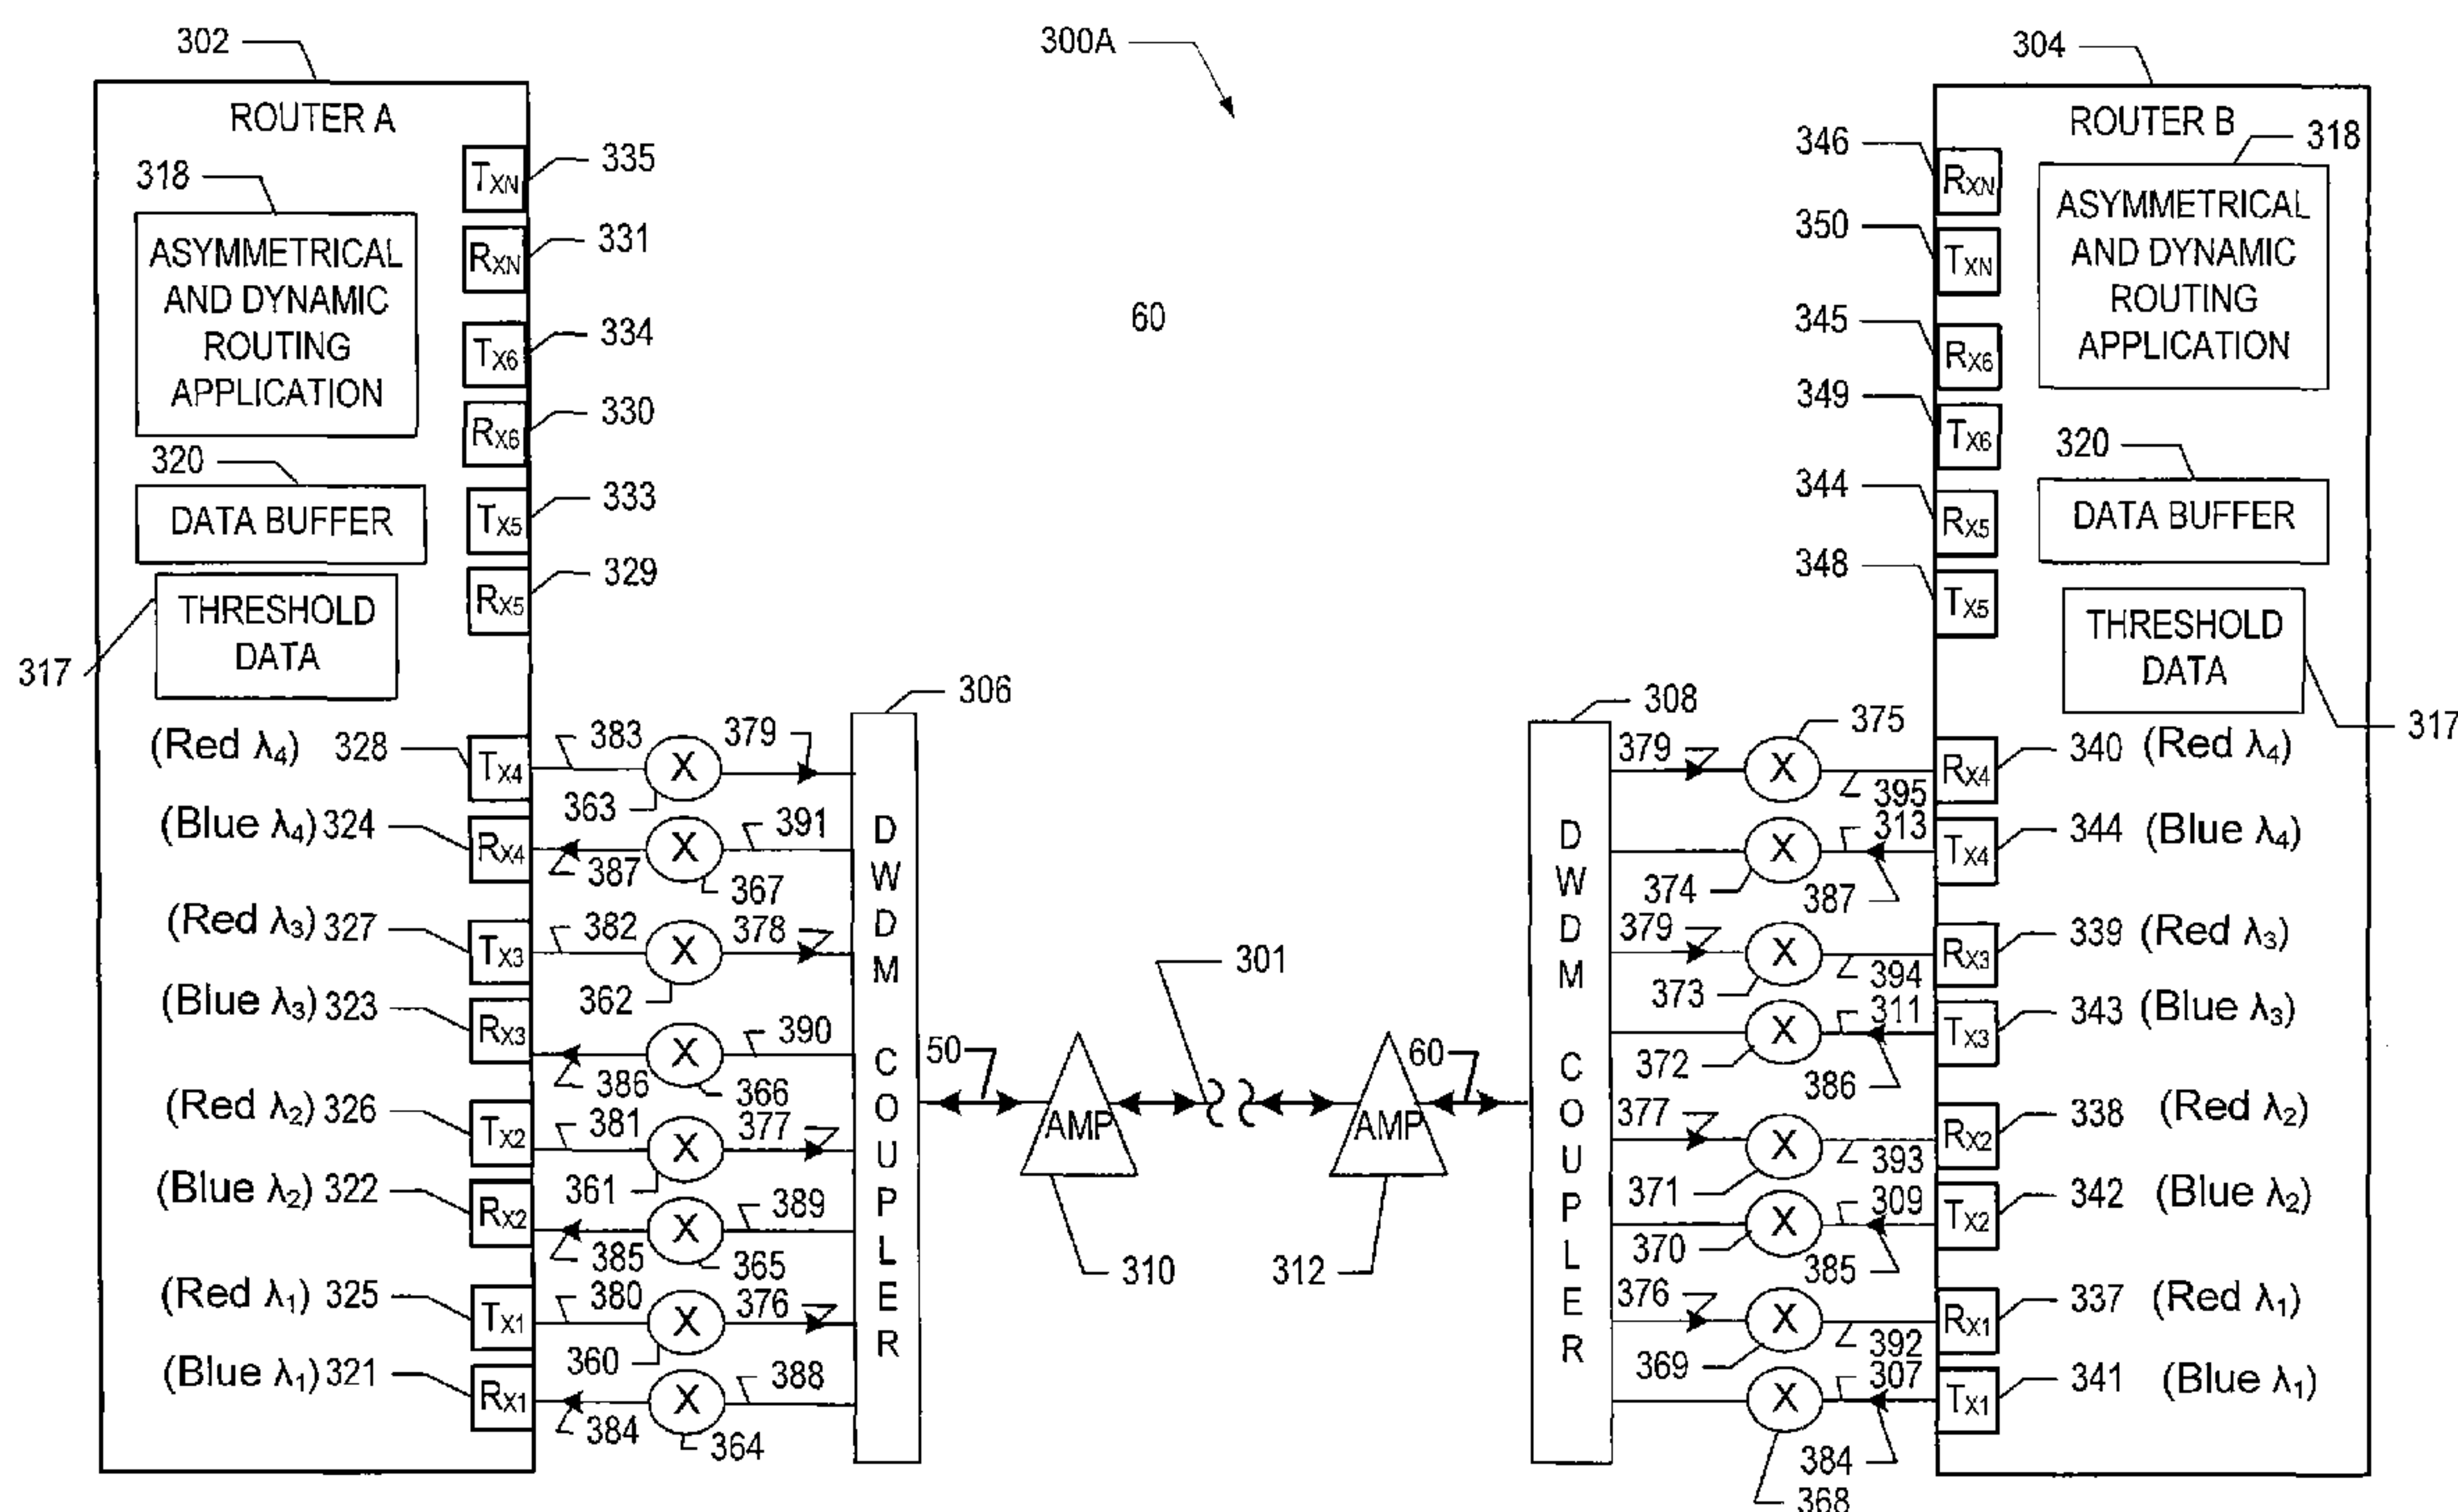 302
300A
304
ROUTER A
ROUTER B
318
335
TXN
346
RXN
318
ASYMMETRICAL
AND DYNAMIC
ROUTING
APPLICATION
331
RXN
350
TXN
ASYMMETRICAL
AND DYNAMIC
ROUTING
APPLICATION
60
334
TX6
345
RX6
330
RX6
349
TX6
320
DATA BUFFER
333
TX5
344
RX5
320
DATA BUFFER
329
RX5
348
TX5
317
THRESHOLD
DATA
THRESHOLD
DATA
317
306
308
(Red λ4) 328
TX4
383
X
363
379
379
X
375
395
RX4
340 (Red λ4)
(Blue λ4) 324
RX4
387
X
367
391
X
374
313
387
TX4
344 (Blue λ4)
(Red λ3) 327
TX3
382
X
362
378
379
X
373
394
RX3
339 (Red λ3)
(Blue λ3) 323
RX3
386
X
366
390
X
372
311
386
TX3
343 (Blue λ3)
DWDM COUPLER
50
AMP
310
301
AMP
312
60
DWDM COUPLER
(Red λ2) 326
TX2
381
X
361
377
377
X
371
393
RX2
338 (Red λ2)
(Blue λ2) 322
RX2
385
X
365
389
X
370
309
385
TX2
342 (Blue λ2)
(Red λ1) 325
TX1
380
X
360
376
376
X
369
392
RX1
337 (Red λ1)
(Blue λ1) 321
RX1
384
X
364
388
X
368
307
384
TX1
341 (Blue λ1)